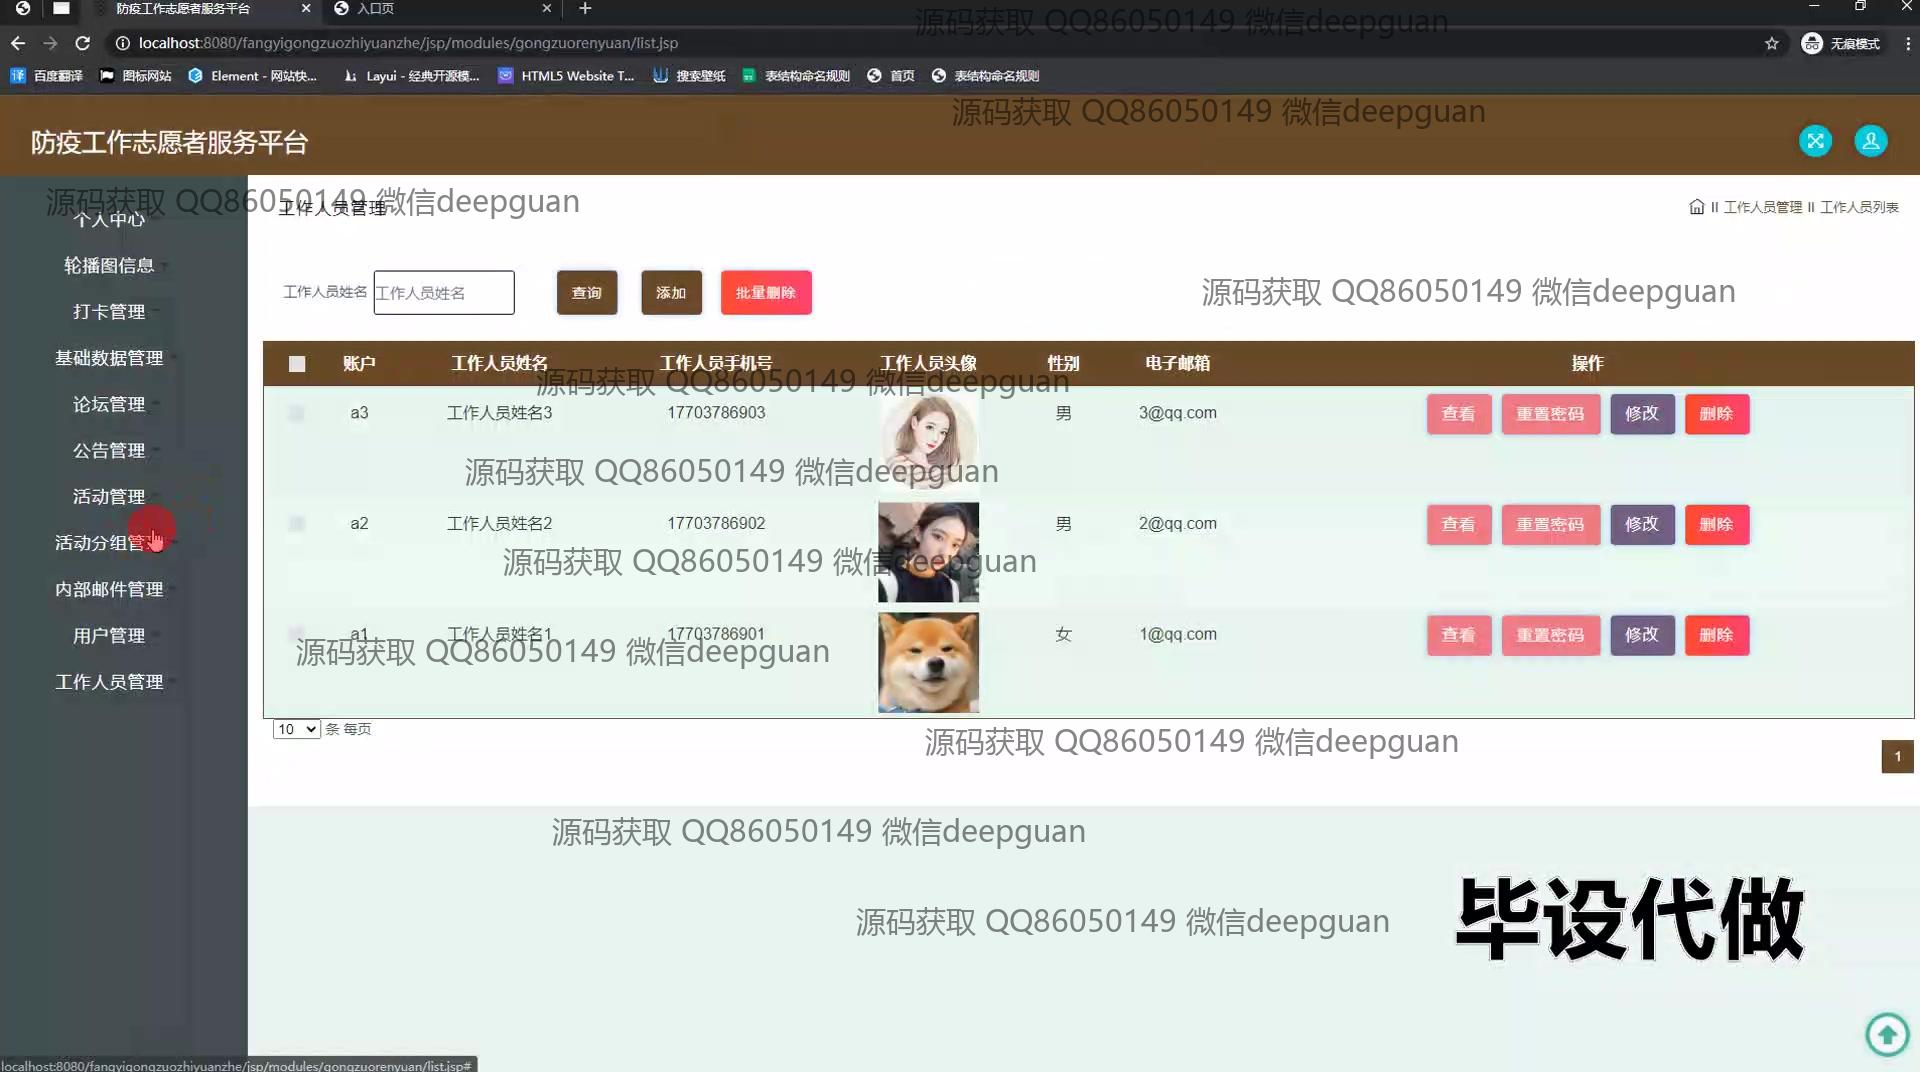 防疫工作志愿者服务平台
入口页
localhost:8080/fangyigongzuozhiyuanzhe/jsp/modules/gongzuorenyuan/list.jsp
无痕模式
百度翻译 图标网站 Element - 网站快... Layui - 经典开源模... HTML5 Website T... 搜索壁纸 表结构命名规则 首页 表结构命名规则
源码获取 QQ86050149 微信deepguan
源码获取 QQ86050149 微信deepguan
防疫工作志愿者服务平台
源码获取 QQ86050149 微信deepguan
工作人员管理
工作人员管理 工作人员列表
个人中心
轮播图信息
打卡管理
基础数据管理
论坛管理
公告管理
活动管理
活动分组管
内部邮件管理
用户管理
工作人员管理
工作人员姓名 工作人员姓名 查询 添加 批量删除
源码获取 QQ86050149 微信deepguan
账户 工作人员姓名 工作人员手机号 工作人员头像 性别 电子邮箱 操作
源码获取 QQ86050149 微信deepguan
a3 工作人员姓名3 17703786903 男 3@qq.com 查看 重置密码 修改 删除
源码获取 QQ86050149 微信deepguan
a2 工作人员姓名2 17703786902 男 2@qq.com 查看 重置密码 修改 删除
源码获取 QQ86050149 微信deepguan
a1 工作人员姓名1 17703786901 女 1@qq.com 查看 重置密码 修改 删除
源码获取 QQ86050149 微信deepguan
10 条 每页
源码获取 QQ86050149 微信deepguan
1
源码获取 QQ86050149 微信deepguan
源码获取 QQ86050149 微信deepguan
毕设代做
localhost:8080/fangyigongzuozhiyuanzhe/jsp/modules/gongzuorenyuan/list.jsp#